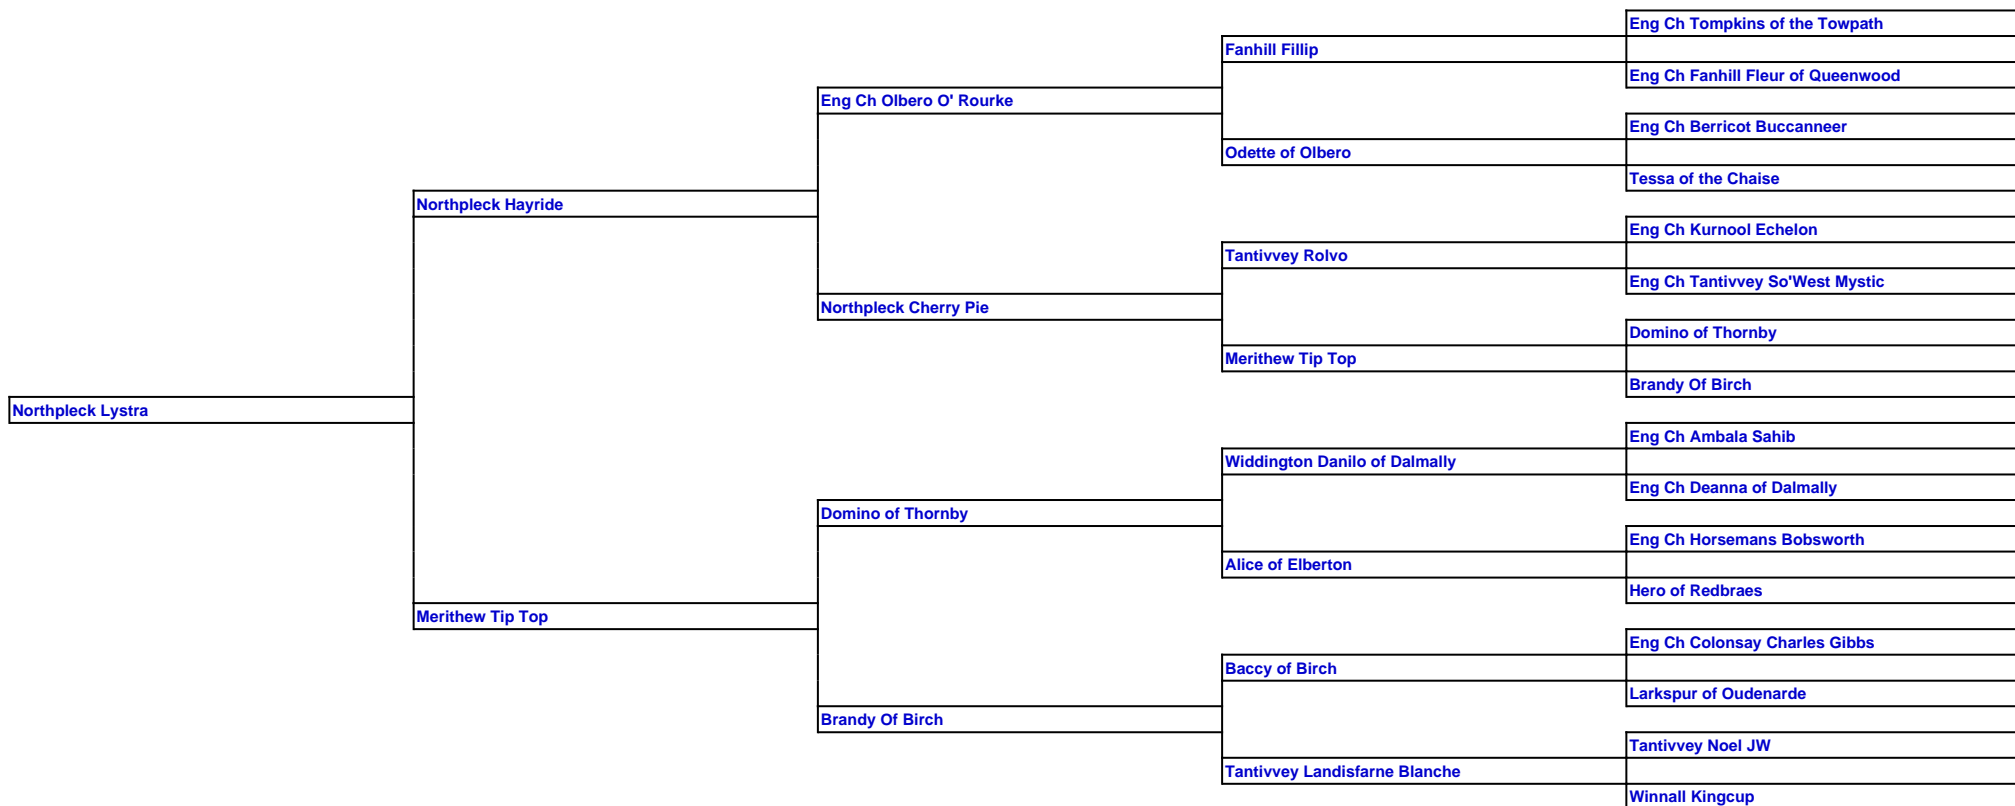 Eng Ch Tompkins of the Towpath
Fanhill Fillip
Eng Ch Fanhill Fleur of Queenwood
Eng Ch Olbero O' Rourke
Eng Ch Berricot Buccanneer
Odette of Olbero
Tessa of the Chaise
Northpleck Hayride
Eng Ch Kurnool Echelon
Tantivvey Rolvo
Eng Ch Tantivvey So'West Mystic
Northpleck Cherry Pie
Domino of Thornby
Merithew Tip Top
Brandy Of Birch
Northpleck Lystra
Eng Ch Ambala Sahib
Widdington Danilo of Dalmally
Eng Ch Deanna of Dalmally
Domino of Thornby
Eng Ch Horsemans Bobsworth
Alice of Elberton
Hero of Redbraes
Merithew Tip Top
Eng Ch Colonsay Charles Gibbs
Baccy of Birch
Larkspur of Oudenarde
Brandy Of Birch
Tantivvey Noel JW
Tantivvey Landisfarne Blanche
Winnall Kingcup